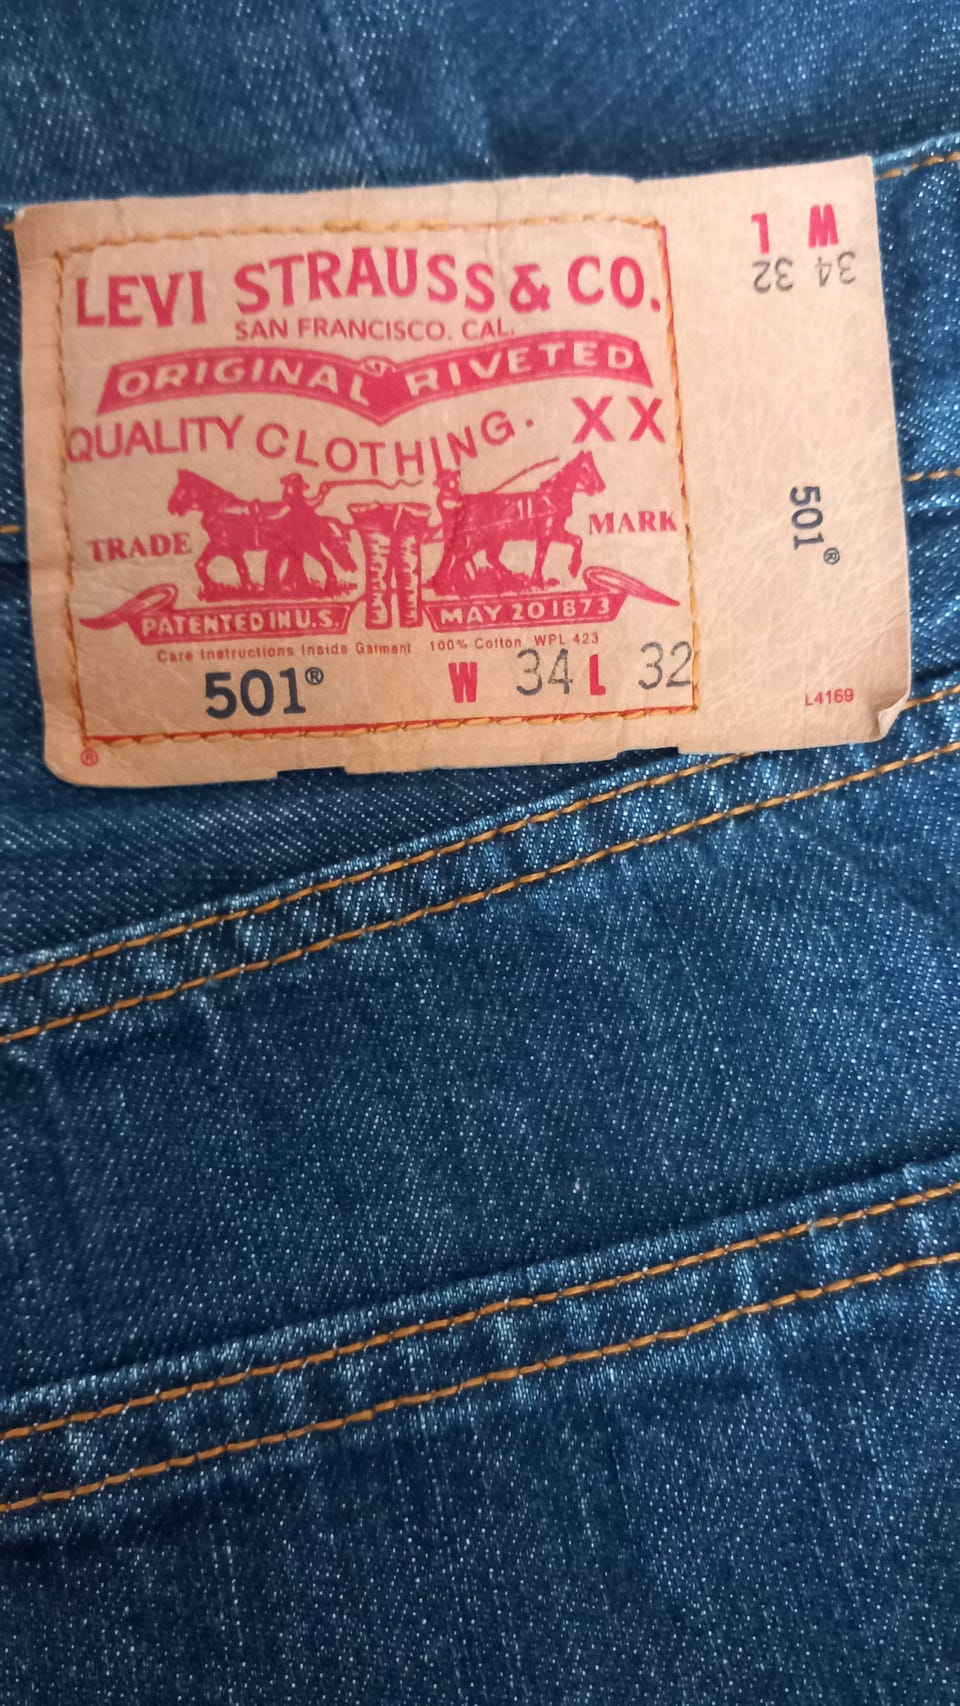 LEVI STRAUSS & CO.
SAN FRANCISCO. CAL.
ORIGINAL RIVETED
QUALITY CLOTHING. XX
TRADE MARK
PATENTED IN U.S. MAY 20 1873
Care Instructions Inside Garment 100% Cotton WPL 423
501® W 34 L 32
®
W L
34 32
501®
L4169